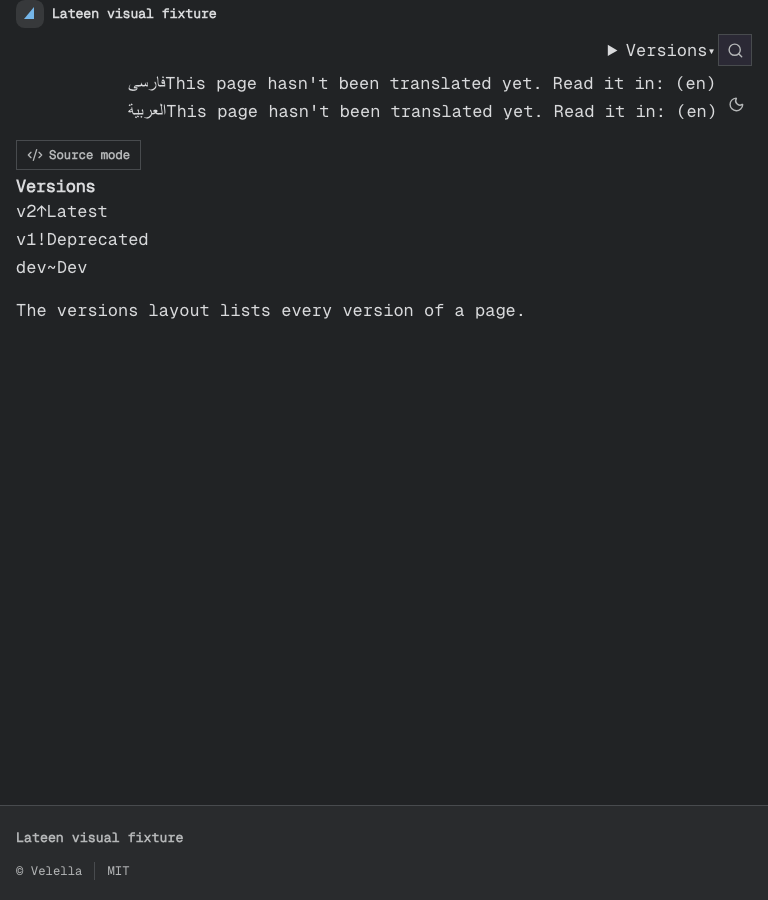 Lateen visual fixture
▶ Versions▾
فارسیThis page hasn't been translated yet. Read it in: (en)
العربيةThis page hasn't been translated yet. Read it in: (en)
</> Source mode
Versions
v2↑Latest
v1!Deprecated
dev~Dev
The versions layout lists every version of a page.
Lateen visual fixture
© Velella
MIT